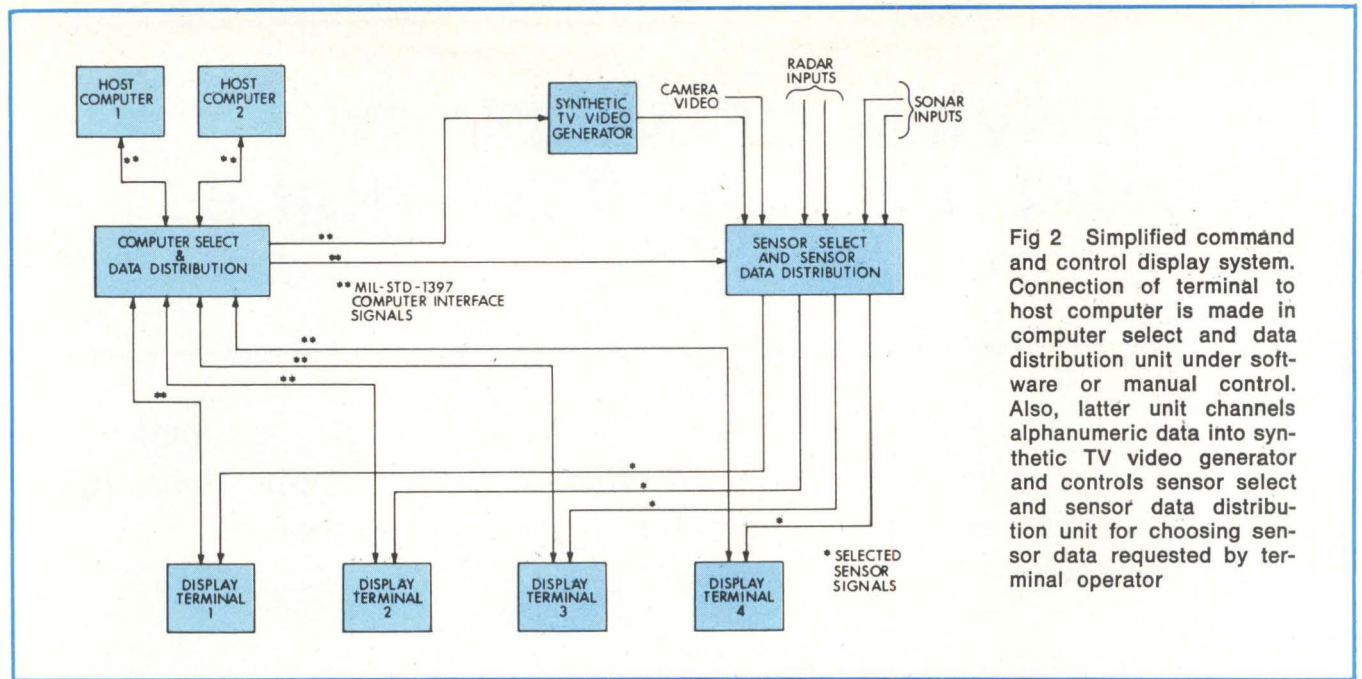 HOST
COMPUTER
1
HOST
COMPUTER
2
**
**
SYNTHETIC
TV VIDEO
GENERATOR
CAMERA
VIDEO
RADAR
INPUTS
SONAR
INPUTS
COMPUTER SELECT
&
DATA DISTRIBUTION
**
**
** MIL-STD-1397
COMPUTER INTERFACE
SIGNALS
SENSOR SELECT
AND SENSOR
DATA DISTRIBUTION
**
**
**
**
*
*
*
*
* SELECTED
SENSOR
SIGNALS
DISPLAY
TERMINAL
1
DISPLAY
TERMINAL
2
DISPLAY
TERMINAL
3
DISPLAY
TERMINAL
4
Fig 2 Simplified command
and control display system.
Connection of terminal to
host computer is made in
computer select and data
distribution unit under soft-
ware or manual control.
Also, latter unit channels
alphanumeric data into syn-
thetic TV video generator
and controls sensor select
and sensor data distribu-
tion unit for choosing sen-
sor data requested by ter-
minal operator